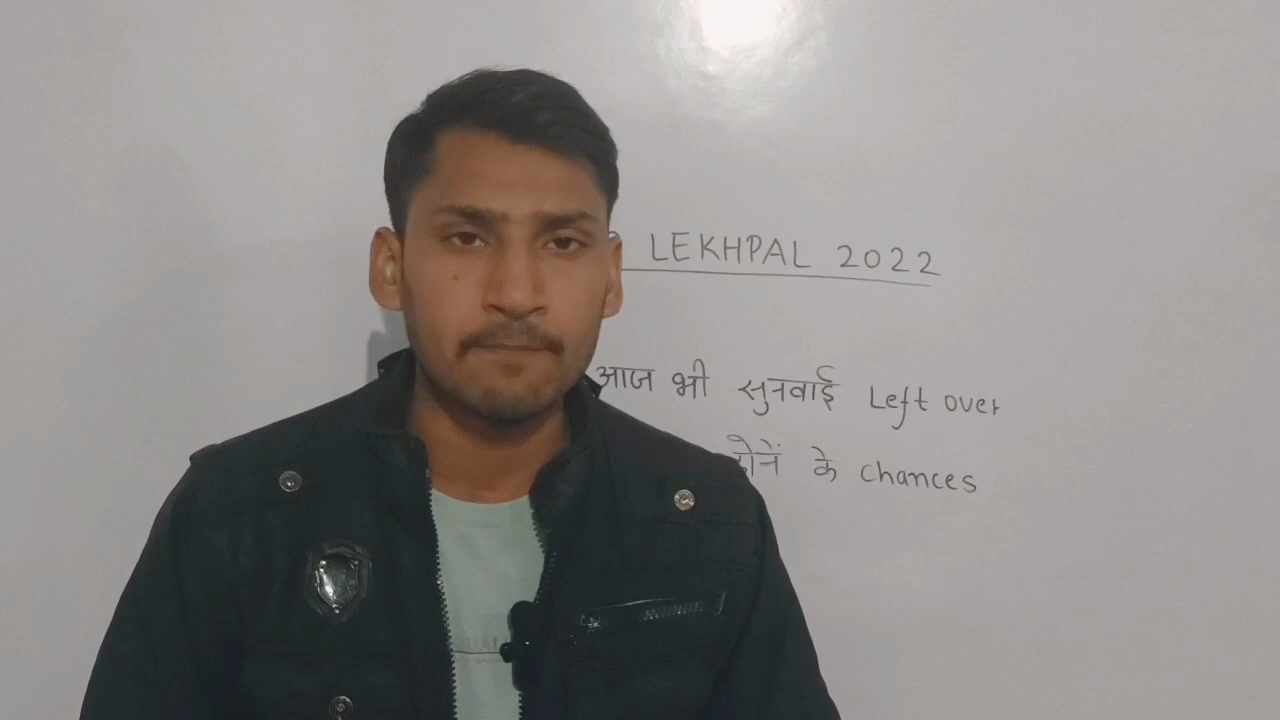 LEKHPAL 2022
आज भी सुनवाई Left over
होनें के chances